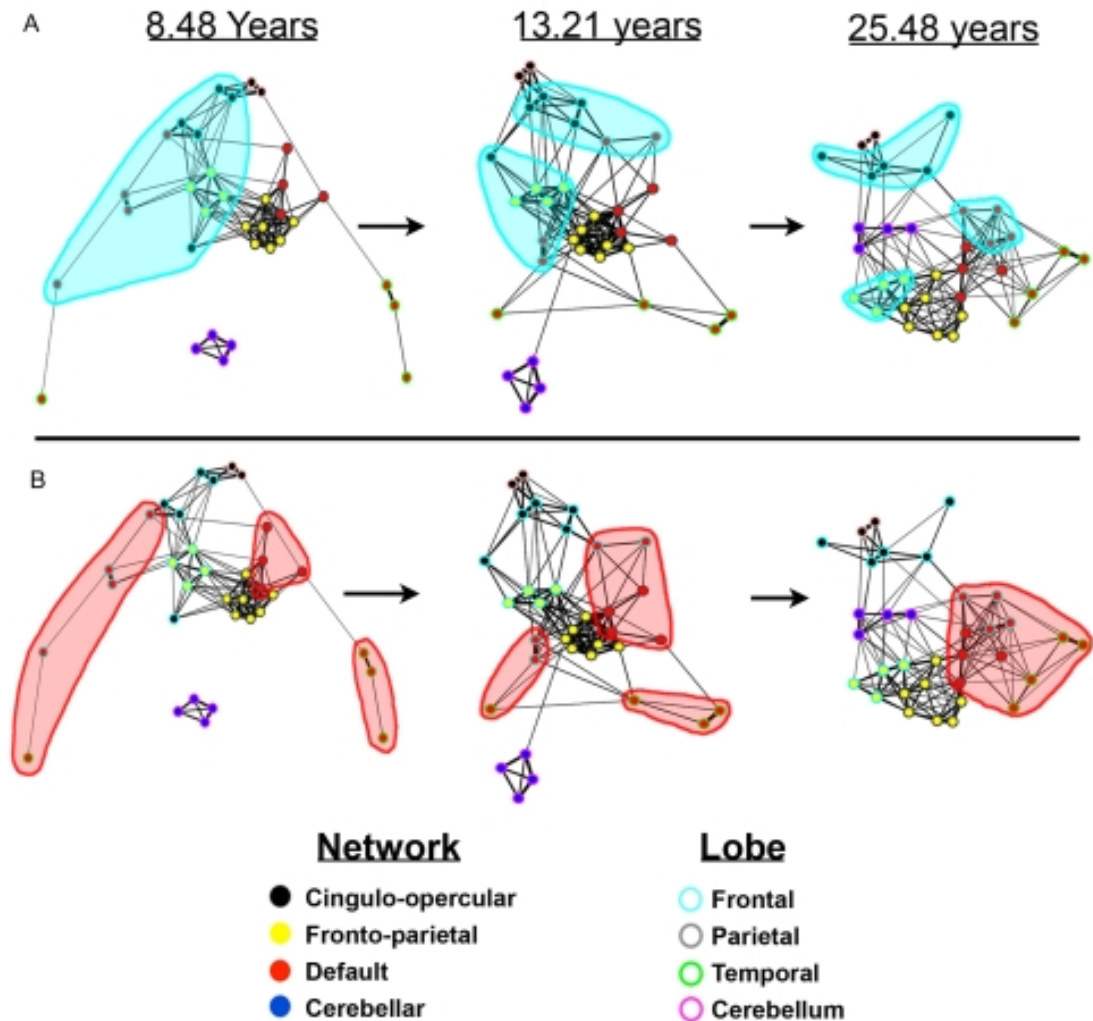 A
8.48 Years
13.21 years
25.48 years
B
Network
Lobe
Cingulo-opercular
Frontal
Fronto-parietal
Parietal
Default
Temporal
Cerebellar
Cerebellum